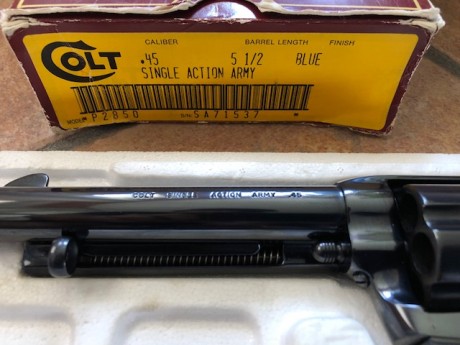 COLT
CALIBER BARREL LENGTH FINISH
.45 5 1/2 BLUE
SINGLE ACTION ARMY
MODEL P2850 S/N SA71537
COLT SINGLE ACTION ARMY .45